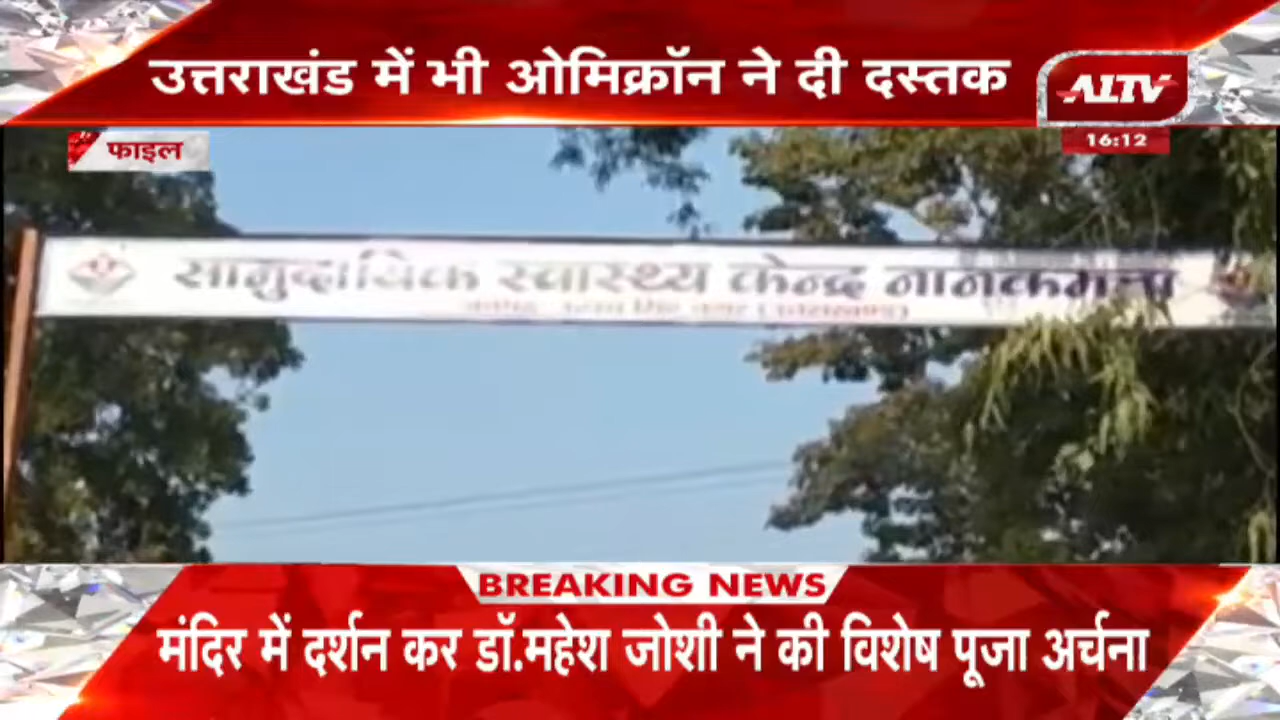 उत्तराखंड में भी ओमिक्रॉन ने दी दस्तक
ALTV
16:12
फाइल
सामुदायिक स्वास्थ्य केन्द्र नानकमत्ता
BREAKING NEWS
मंदिर में दर्शन कर डॉ.महेश जोशी ने की विशेष पूजा अर्चना